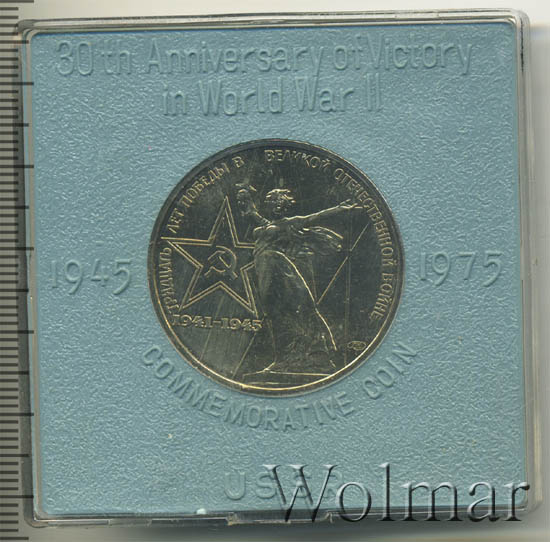 30th Anniversary of Victory
in World War II
ТРИДЦАТЬ ЛЕТ ПОБЕДЫ В ВЕЛИКОЙ ОТЕЧЕСТВЕННОЙ ВОЙНЕ
1941-1945
1945
1975
COMMEMORATIVE COIN
USSR
Wolmar